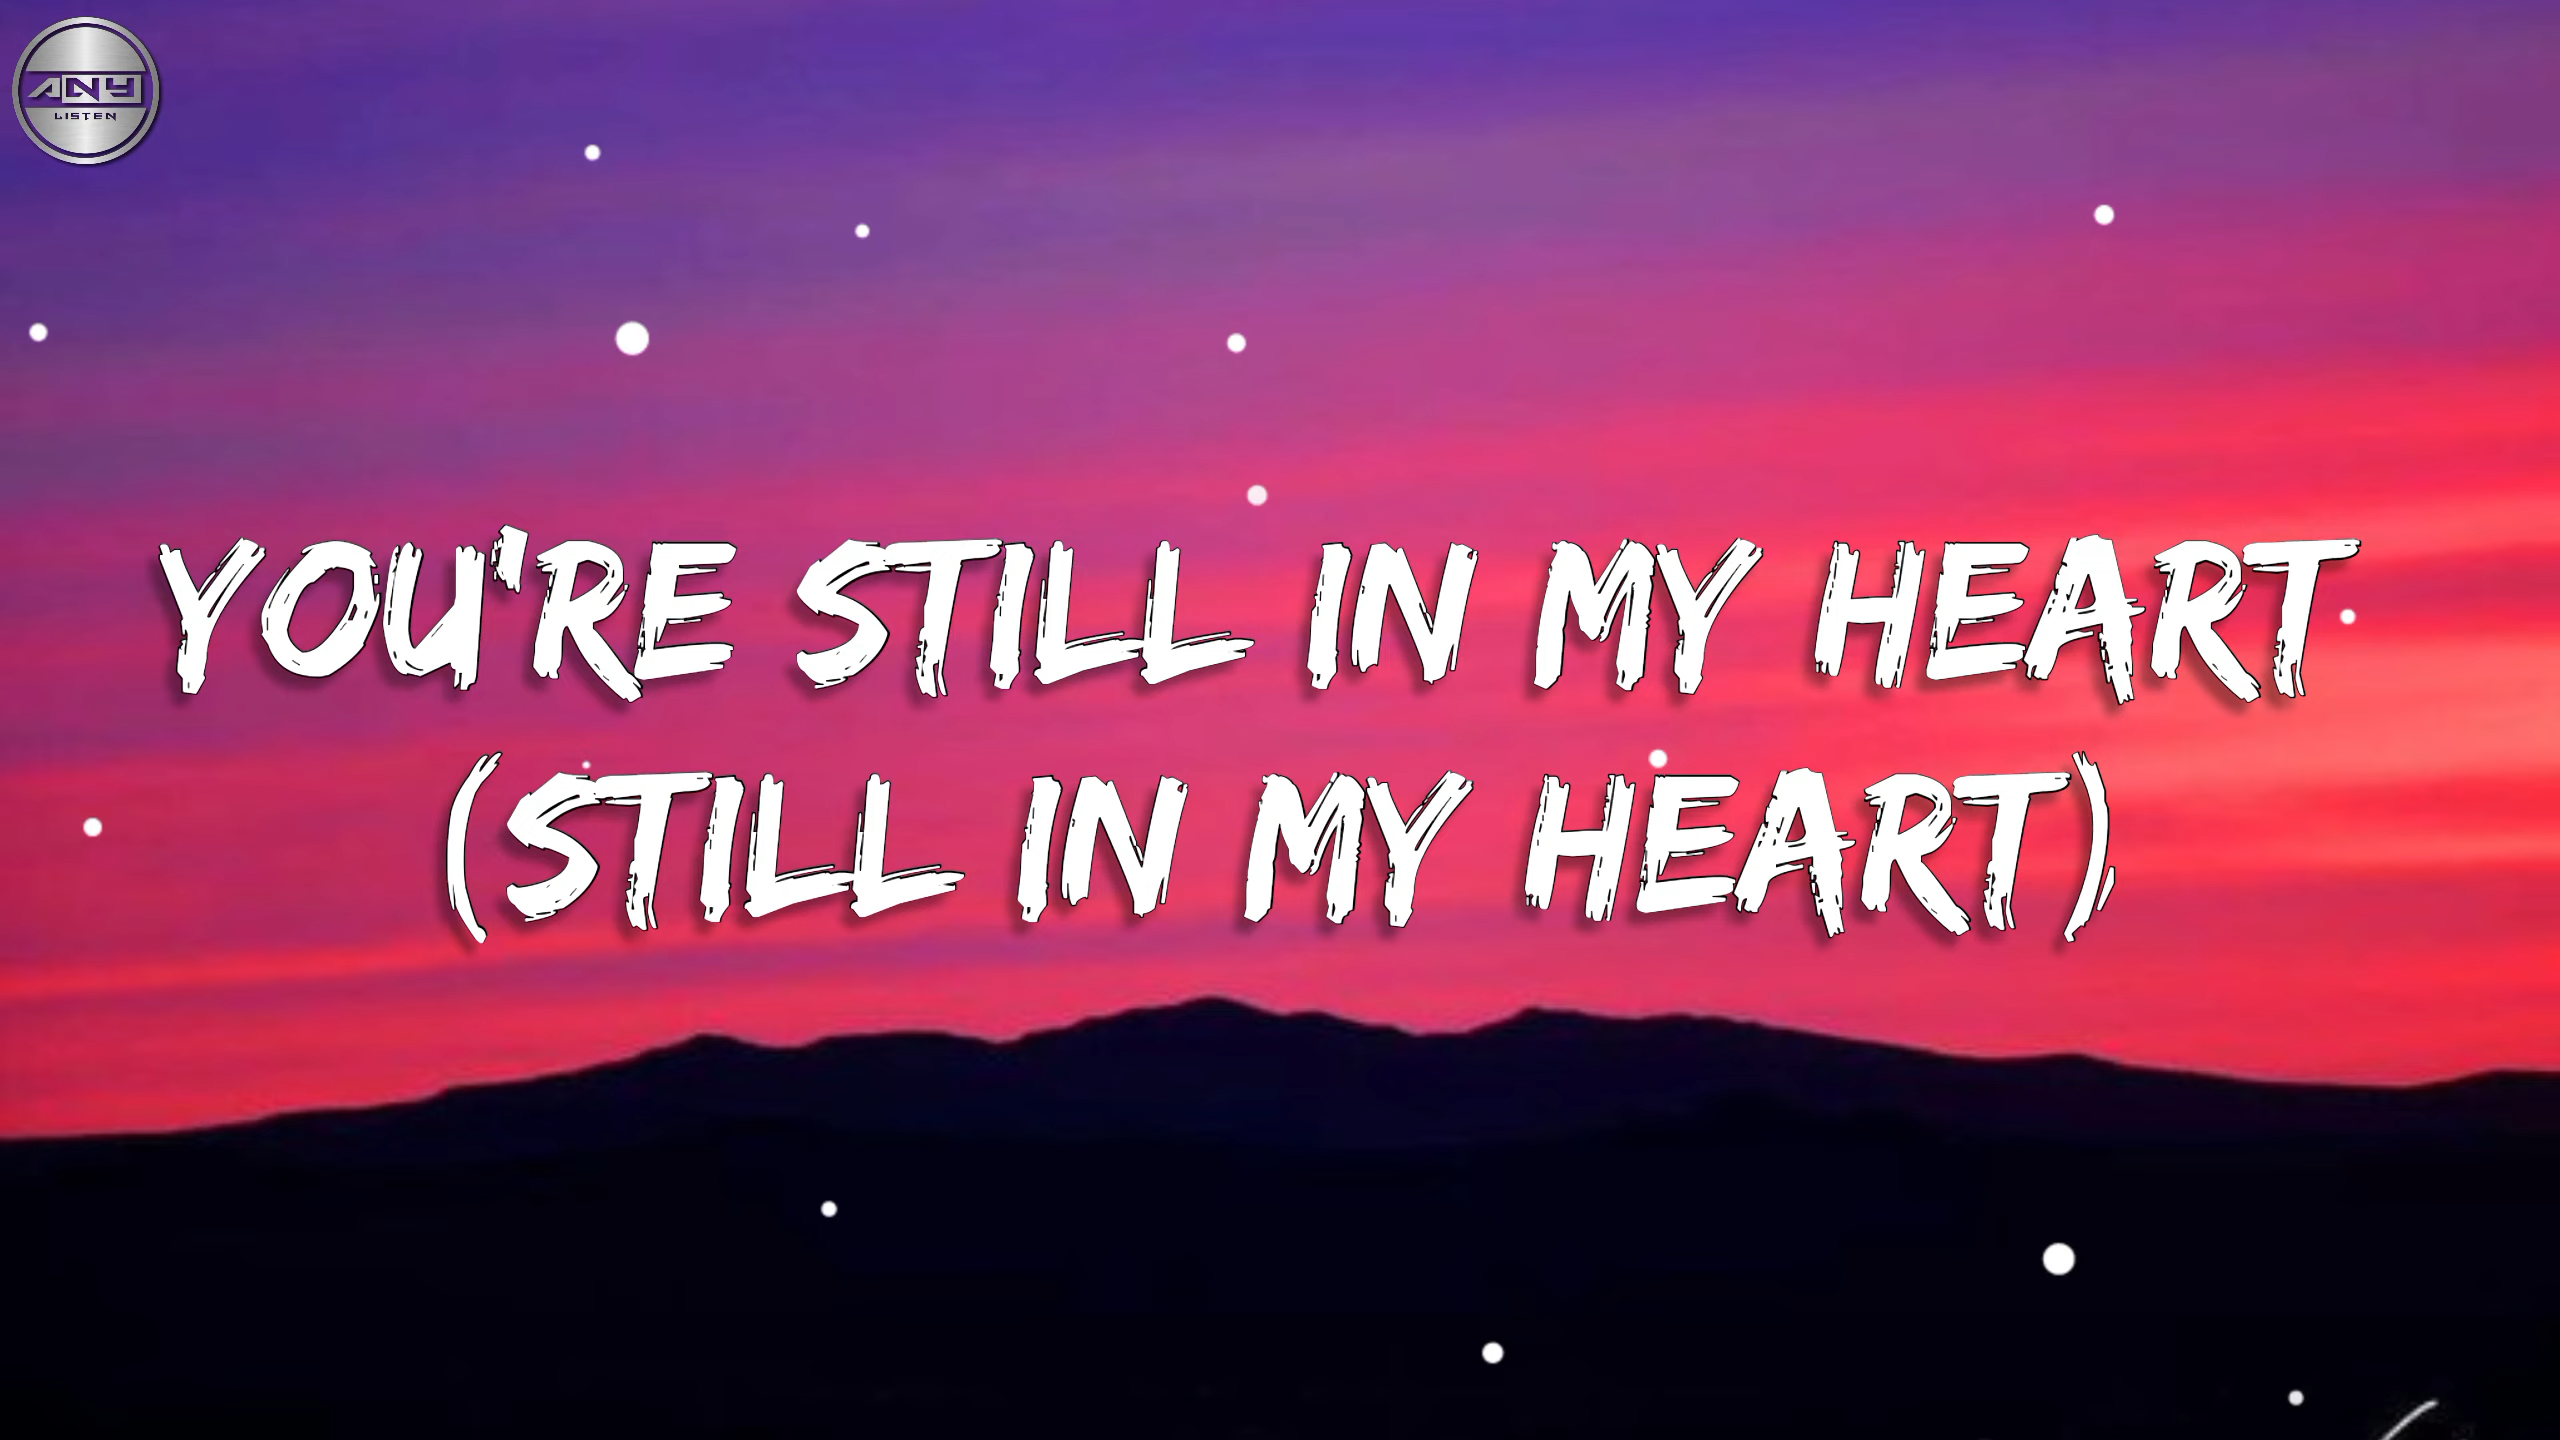 ANY
LISTEN
YOU'RE STILL IN MY HEART
(STILL IN MY HEART)